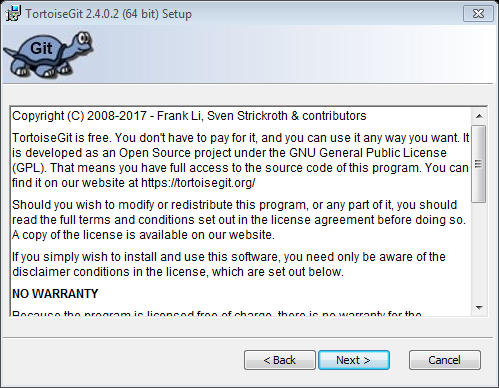 TortoiseGit 2.4.0.2 (64 bit) Setup
Git
Copyright (C) 2008-2017 - Frank Li, Sven Strickroth & contributors
TortoiseGit is free. You don't have to pay for it, and you can use it any way you want. It
is developed as an Open Source project under the GNU General Public License
(GPL). That means you have full access to the source code of this program. You can
find it on our website at https://tortoisegit.org/
Should you wish to modify or redistribute this program, or any part of it, you should
read the full terms and conditions set out in the license agreement before doing so.
A copy of the license is available on our website.
If you simply wish to install and use this software, you need only be aware of the
disclaimer conditions in the license, which are set out below.
NO WARRANTY
Because the program is licensed free of charge, there is no warranty for the
< Back
Next >
Cancel